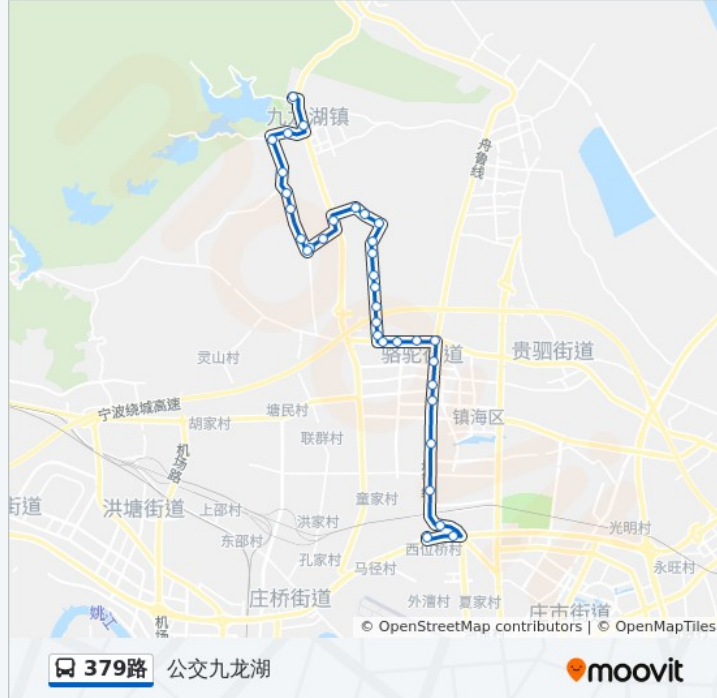 九龙湖镇
舟鲁线
灵山村
骆驼街道
贵驷街道
宁波绕城高速
塘民村
胡家村
镇海区
联群村
机场路
童家村
街道
洪塘街道
上邵村
洪家村
光明村
东邵村
西位桥村
孔家村
马径村
永旺村
庄桥街道
外漕村
夏家村
姚江
庄市街道
机场
© OpenStreetMap contributors | © OpenMapTiles
379路 公交九龙湖
moovit